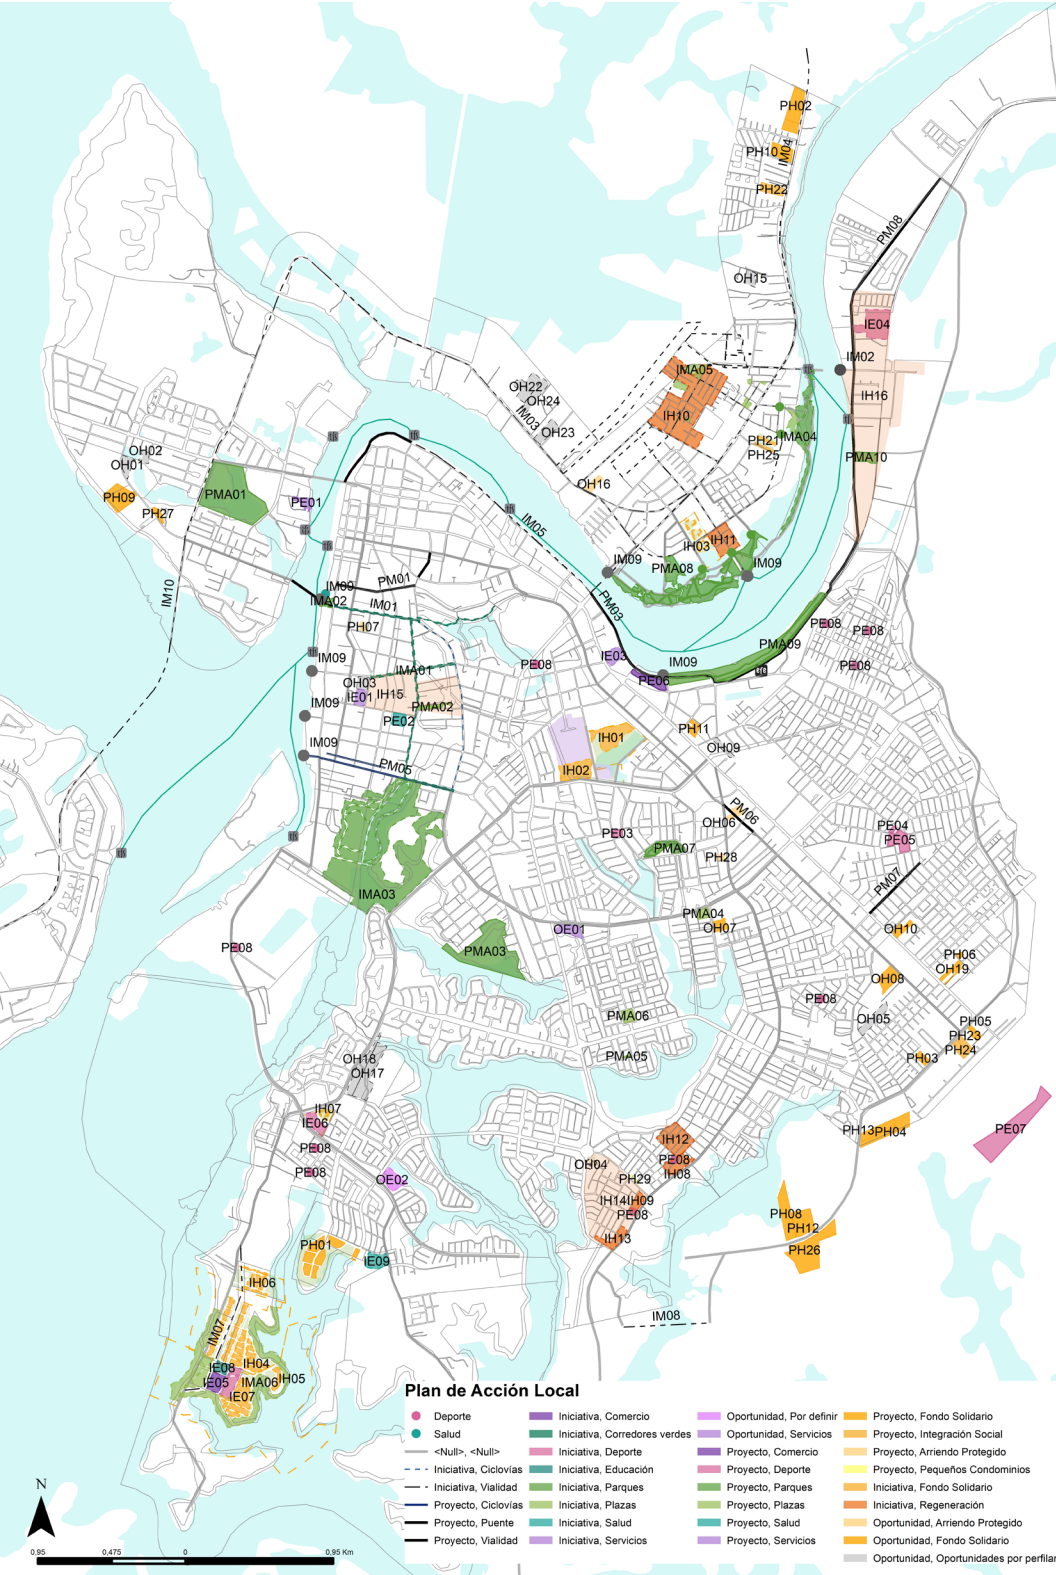 PH02
PH10
IM04
PH22
PM08
OH15
IE04
IM02
IMA05
OH22
OH24
IH16
IM03
IH10
OH23
PH21
IMA04
PH25
OH02
OH01
PMA10
OH16
PH09
PMA01
PE01
PH27
IM05
IH11
IH03
IM09
IM09
PMA08
PM01
IM09
IM10
IMA02
IM01
PM03
PH07
PE08
PE08
PMA09
IE03
IM09
PE08
IM09
PE08
IMA01
PE06
OH03
IE01
IH15
IM09
PMA02
PE02
PH11
IH01
IM09
OH09
PM05
IH02
PM06
OH06
PE04
PE03
PE05
PMA07
PH28
PM07
IMA03
PMA04
OH07
OE01
OH10
PE08
PMA03
PH06
OH19
OH08
PE08
PMA06
OH05
PH05
PH23
PH24
PMA05
PH03
OH18
OH17
IH07
IE06
PH13
PH04
PE07
IH12
PE08
PE08
OH04
IH08
PE08
OE02
PH29
IH14
IH09
PE08
PH08
PH12
IH13
PH01
PH26
IE09
IH06
IM08
IM07
IH04
IE08
IH05
IE05
IMA06
IE07
Plan de Acción Local
Deporte
Salud
<Null>, <Null>
Iniciativa, Ciclovías
Iniciativa, Vialidad
Proyecto, Ciclovías
Proyecto, Puente
Proyecto, Vialidad
Iniciativa, Comercio
Iniciativa, Corredores verdes
Iniciativa, Deporte
Iniciativa, Educación
Iniciativa, Parques
Iniciativa, Plazas
Iniciativa, Salud
Iniciativa, Servicios
Oportunidad, Por definir
Oportunidad, Servicios
Proyecto, Comercio
Proyecto, Deporte
Proyecto, Parques
Proyecto, Plazas
Proyecto, Salud
Proyecto, Servicios
Proyecto, Fondo Solidario
Proyecto, Integración Social
Proyecto, Arriendo Protegido
Proyecto, Pequeños Condominios
Iniciativa, Fondo Solidario
Iniciativa, Regeneración
Oportunidad, Arriendo Protegido
Oportunidad, Fondo Solidario
Oportunidad, Oportunidades por perfilar
N
0,95 0,475 0 0,95 Km